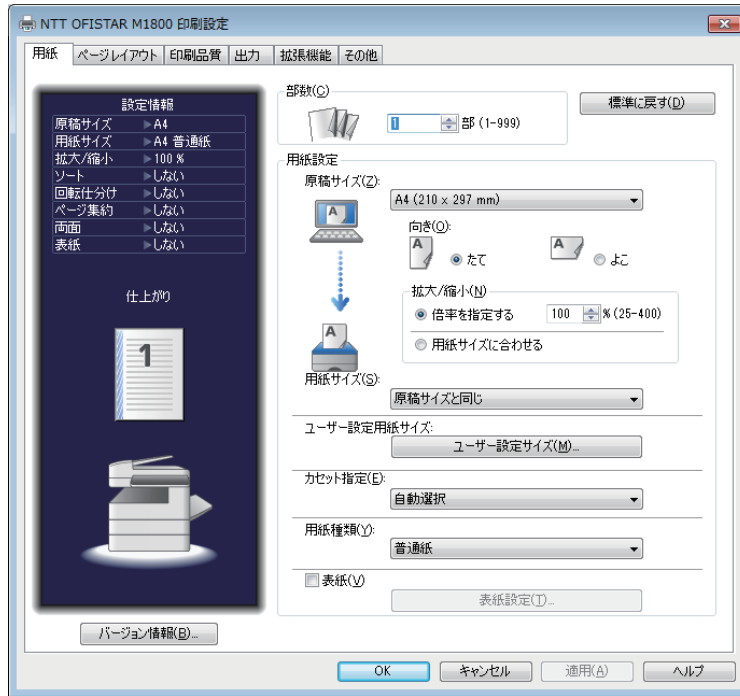 NTT OFISTAR M1800 印刷設定
用紙 ページレイアウト 印刷品質 出力 拡張機能 その他
設定情報
原稿サイズ ▶A4
用紙サイズ ▶A4 普通紙
拡大/縮小 ▶100 %
ソート ▶しない
回転仕分け ▶しない
ページ集約 ▶しない
両面 ▶しない
表紙 ▶しない
仕上がり
1
バージョン情報(B)...
部数(C)
1 部 (1-999)
標準に戻す(D)
用紙設定
原稿サイズ(Z):
A4 (210 x 297 mm)
A
向き(O):
A たて A よこ
拡大/縮小(N)
倍率を指定する 100 % (25-400)
用紙サイズに合わせる
A
用紙サイズ(S):
原稿サイズと同じ
ユーザー設定用紙サイズ:
ユーザー設定サイズ(M)...
カセット指定(E):
自動選択
用紙種類(Y):
普通紙
表紙(V)
表紙設定(T)...
OK キャンセル 適用(A) ヘルプ